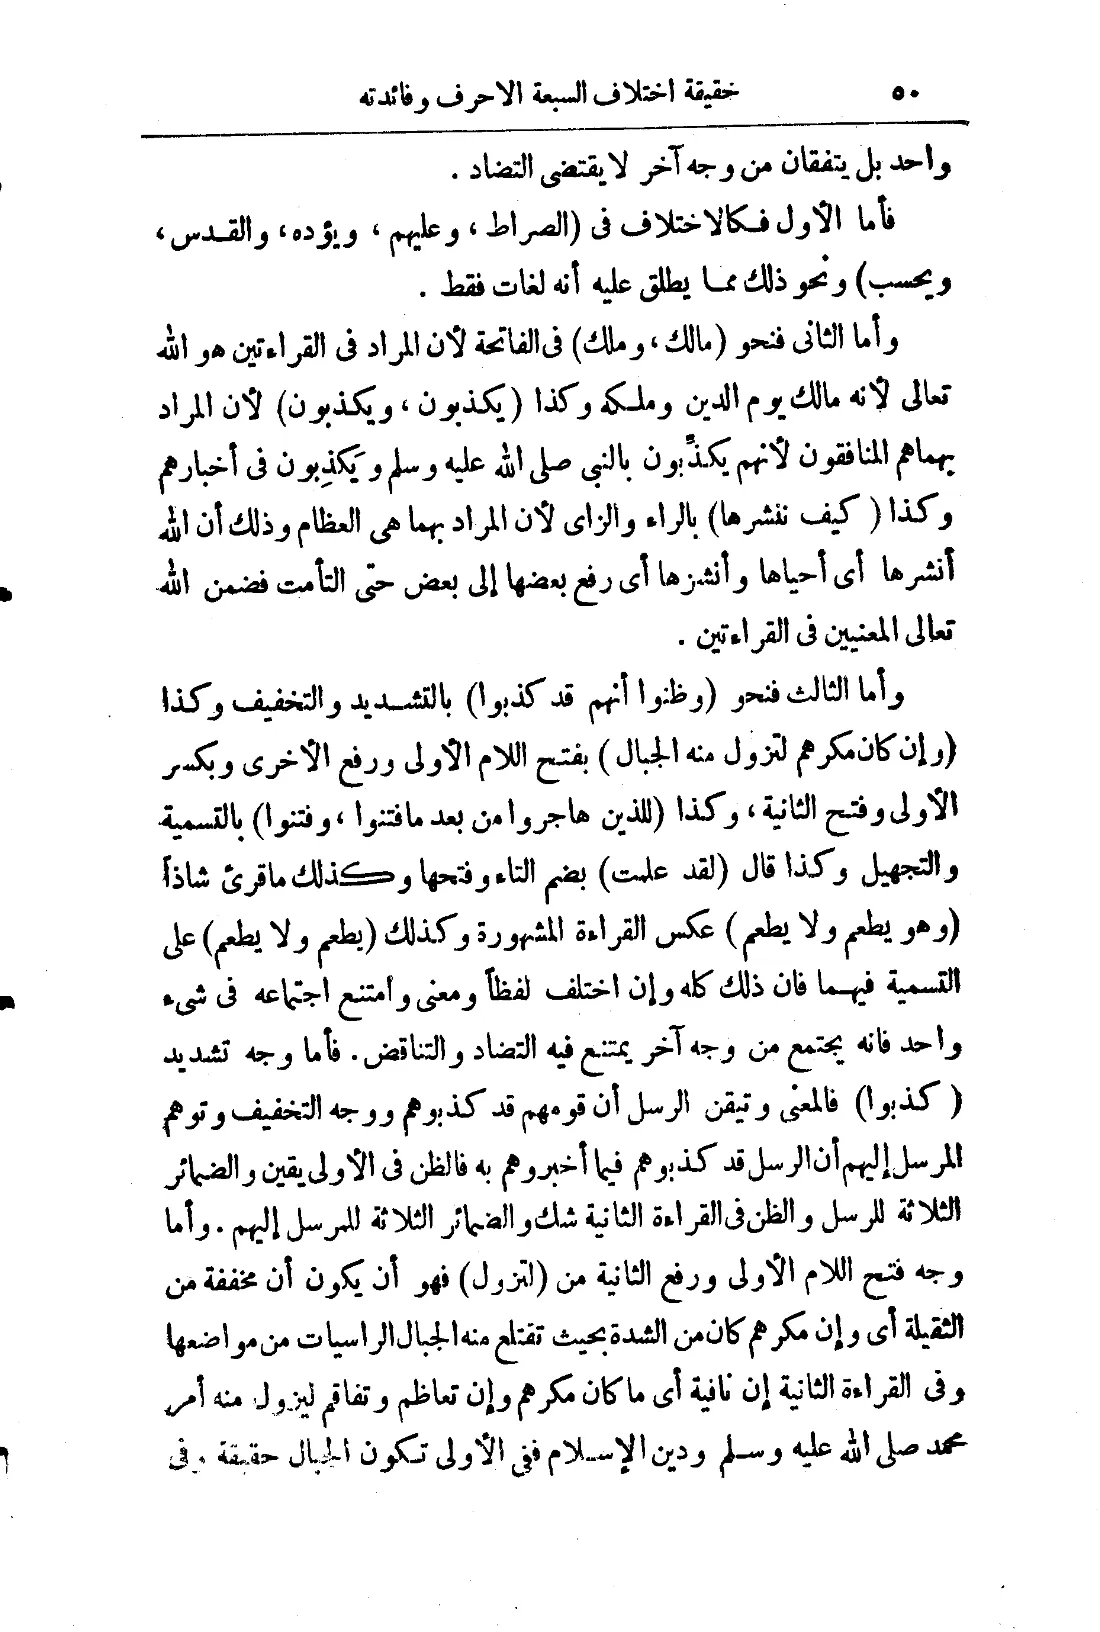 ٥٠ حقيقة اختلاف السبعة الاحرف وفائدته
واحد بل يتفقان من وجه آخر لا يقتضى التضاد .
فأما الأول فكالاختلاف فى (الصراط ، وعليهم ، ويؤده، والقدس،
ويحسب) ونحو ذلك مما يطلق عليه أنه لغات فقط .
وأما الثانى فنحو (مالك ، وملك) فى الفاتحة لأن المراد فى القراءتين هو الله
تعالى لأنه مالك يوم الدين وملكه وكذا (يكذبون ، ويكذبون) لأن المراد
بهماهم المنافقون لأنهم يكذّبون بالنبى صلى الله عليه وسلم ويَكذِبون فى أخبارهم
وكذا ( كيف ننشرها) بالراء والزاى لأن المراد بهما هى العظام وذلك أن الله
أنشرها أى أحياها وأنشزها أى رفع بعضها إلى بعض حتى التأمت فضمن الله
تعالى المعنيين فى القراءتين .
وأما الثالث فنحو (وظنوا أنهم قد كذبوا) بالتشديد والتخفيف وكذا
(وإن كان مكرهم لتزول منه الجبال ) بفتح اللام الأولى ورفع الأخرى وبكسر
الأولى وفتح الثانية ، وكذا (للذين هاجروا من بعد مافتنوا ، وفتنوا) بالتسمية
والتجهيل وكذا قال (لقد علمت) بضم التاء وفتحها وكذلك ماقرئ شاذاً
(وهو يطعم ولا يطعم ) عكس القراءة المشهورة وكذلك (يطعم ولا يطعم) على
التسمية فيهما فان ذلك كله وإن اختلف لفظاً ومعنى وامتنع اجتماعه فى شىء
واحد فانه يجتمع من وجه آخر يمتنع فيه التضاد والتناقض. فأما وجه تشديد
( كذبوا) فالمعنى وتيقن الرسل أن قومهم قد كذبوهم ووجه التخفيف وتوهم
المرسل إليهم أن الرسل قد كذبوهم فيما أخبروهم به فالظن فى الأولى يقين والضمائر
الثلاثة للرسل والظن فى القراءة الثانية شك والضمائر الثلاثة للمرسل إليهم . وأما
وجه فتح اللام الأولى ورفع الثانية من (لتزول) فهو أن يكون أن مخففة من
الثقيلة أى وإن مكرهم كان من الشدة بحيث تقتلع منه الجبال الراسيات من مواضعها
وفى القراءة الثانية إن نافية أى ما كان مكرهم وإن تعاظم وتفاقم ليزول منه أمر
محمد صلى الله عليه وسلم ودين الإسلام ففى الأولى تكون الجبال حقيقة وفى